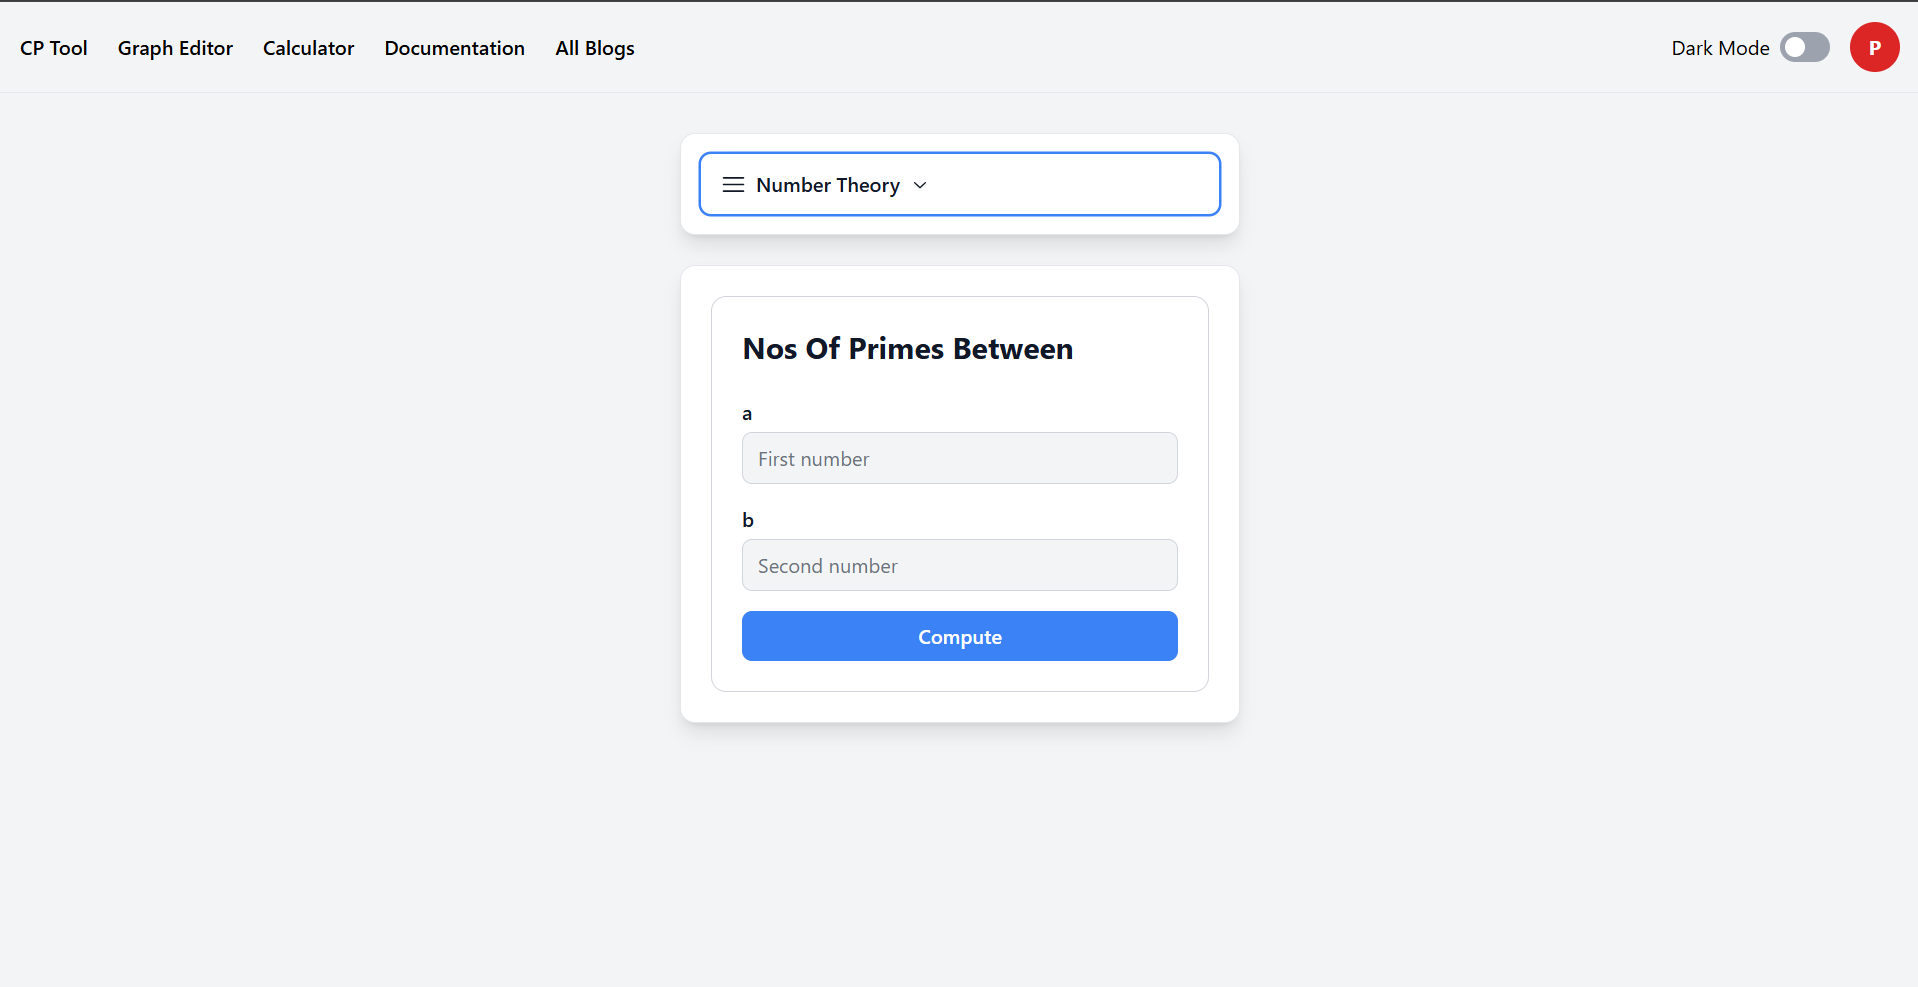 CP Tool Graph Editor Calculator Documentation All Blogs Dark Mode P
Number Theory
Nos Of Primes Between
a
First number
b
Second number
Compute